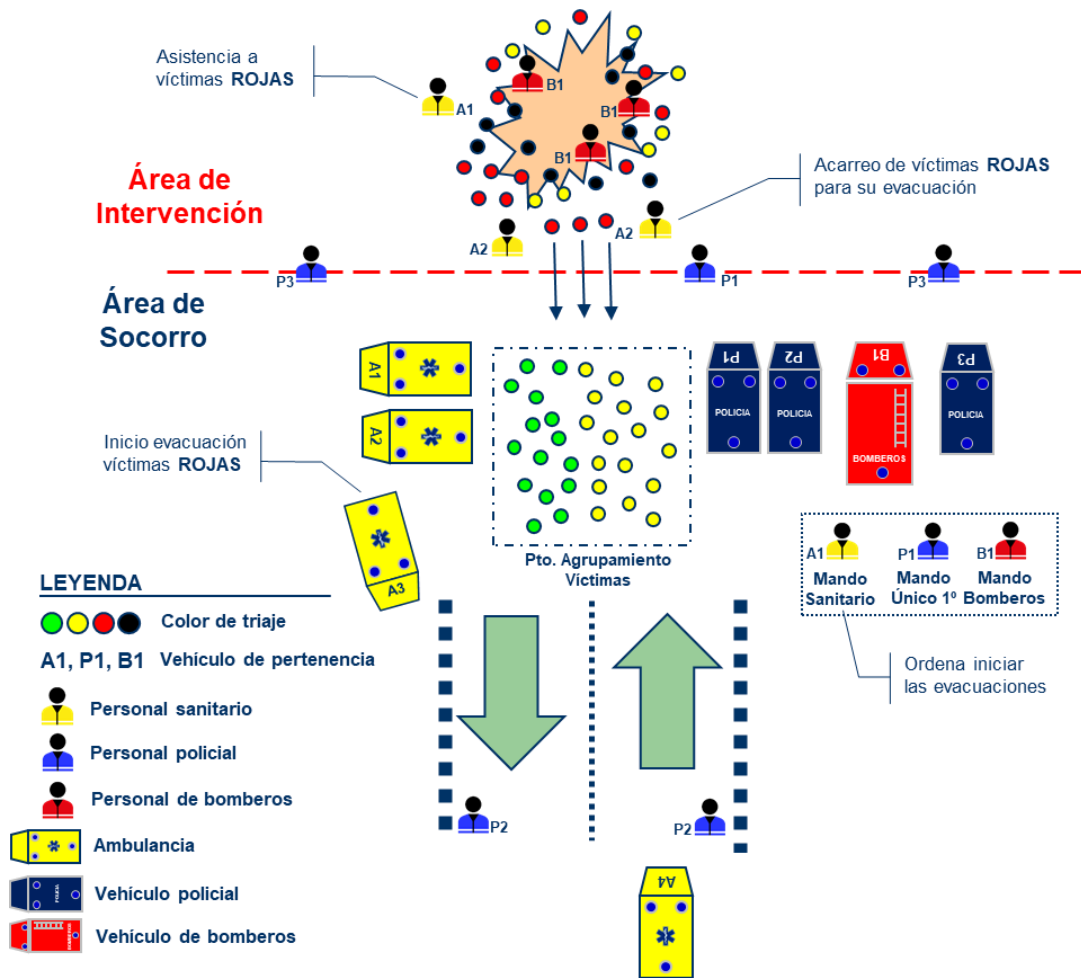 Asistencia a
víctimas ROJAS
A1
B1
B1
B1
Área de
Intervención
Acarreo de víctimas ROJAS
para su evacuación
A2
A2
P3
P1
P3
Área de
Socorro
A1
A2
P1
POLICIA
P2
POLICIA
B1
BOMBEROS
P3
POLICIA
Inicio evacuación
víctimas ROJAS
A3
Pto. Agrupamiento
Víctimas
A1
P1
B1
Mando
Sanitario
Mando
Único 1º
Mando
Bomberos
Ordena iniciar
las evacuaciones
LEYENDA
Color de triaje
A1, P1, B1 Vehículo de pertenencia
Personal sanitario
Personal policial
Personal de bomberos
Ambulancia
POLICIA
Vehículo policial
BOMBEROS
Vehículo de bomberos
P2
P2
A4